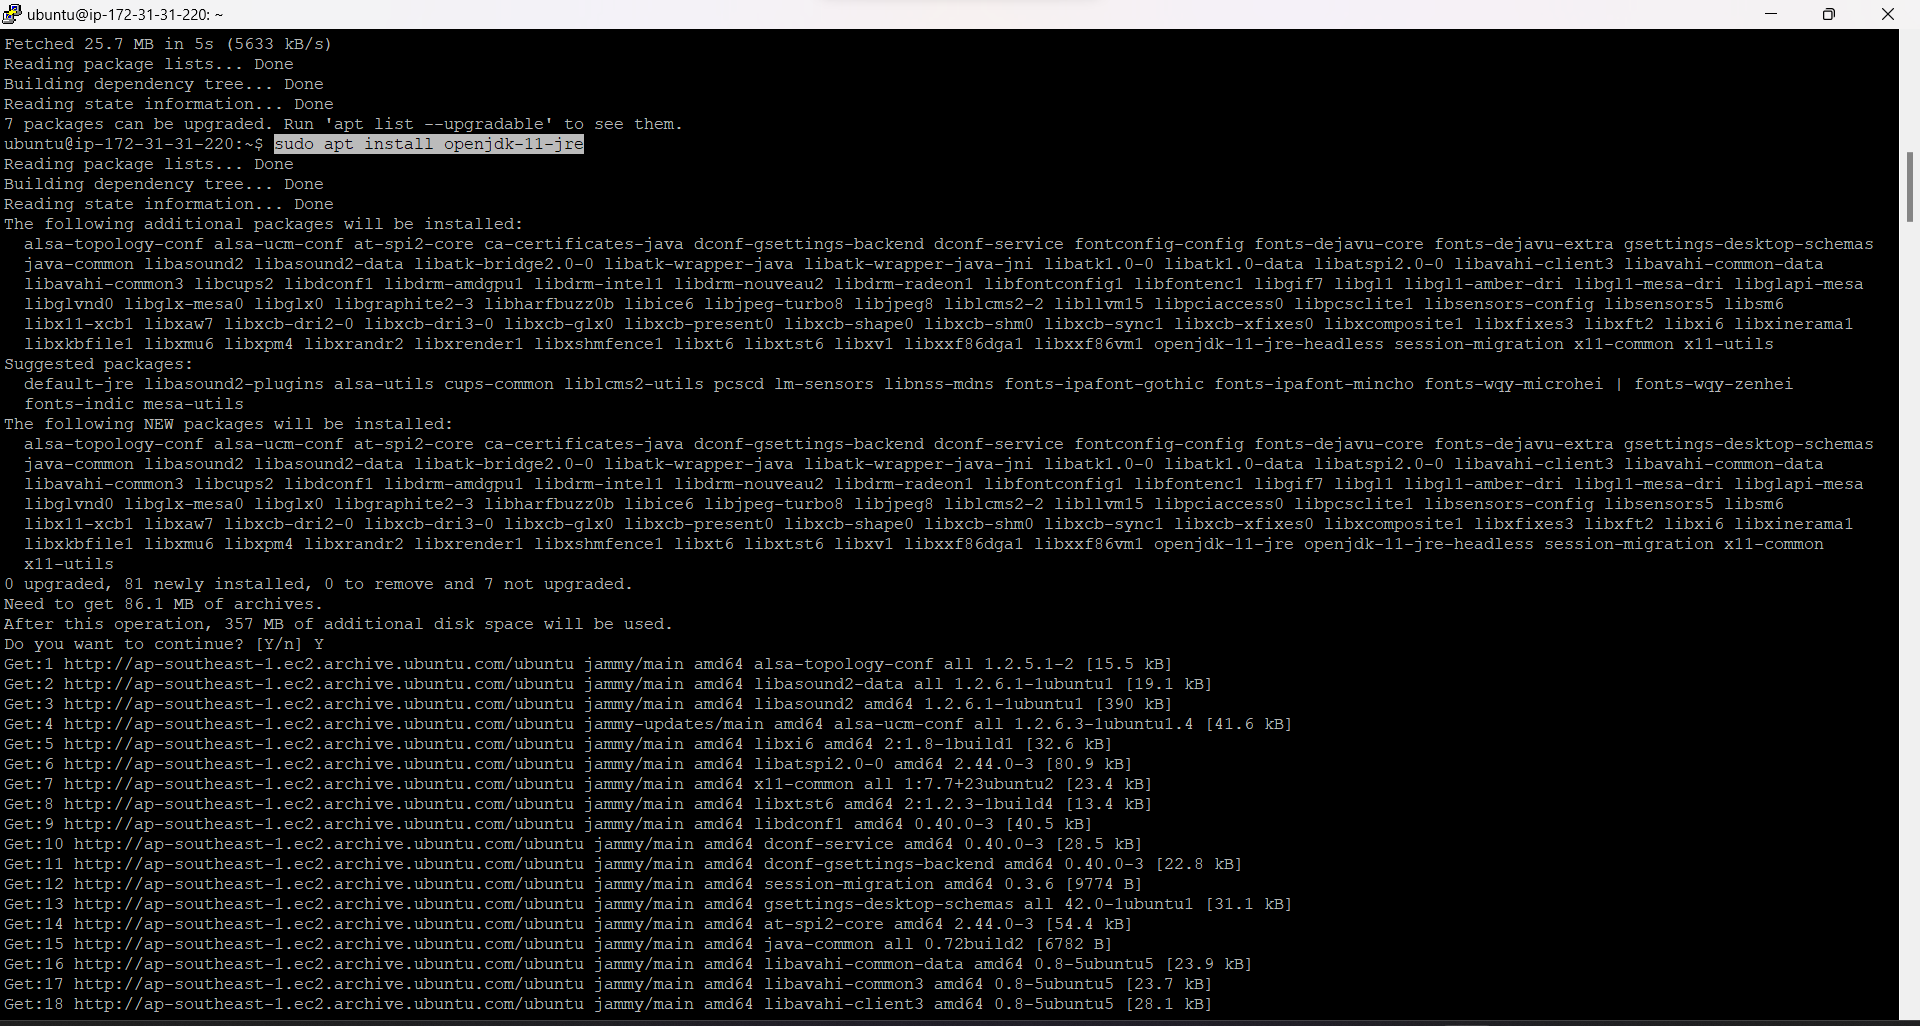 ubuntu@ip-172-31-31-220: ~
Fetched 25.7 MB in 5s (5633 kB/s)
Reading package lists... Done
Building dependency tree... Done
Reading state information... Done
7 packages can be upgraded. Run 'apt list --upgradable' to see them.
ubuntu@ip-172-31-31-220:~$ sudo apt install openjdk-11-jre
Reading package lists... Done
Building dependency tree... Done
Reading state information... Done
The following additional packages will be installed:
  alsa-topology-conf alsa-ucm-conf at-spi2-core ca-certificates-java dconf-gsettings-backend dconf-service fontconfig-config fonts-dejavu-core fonts-dejavu-extra gsettings-desktop-schemas
  java-common libasound2 libasound2-data libatk-bridge2.0-0 libatk-wrapper-java libatk-wrapper-java-jni libatk1.0-0 libatk1.0-data libatspi2.0-0 libavahi-client3 libavahi-common-data
  libavahi-common3 libcups2 libdconf1 libdrm-amdgpu1 libdrm-intel1 libdrm-nouveau2 libdrm-radeon1 libfontconfig1 libfontenc1 libgif7 libgl1 libgl1-amber-dri libgl1-mesa-dri libglapi-mesa
  libglvnd0 libglx-mesa0 libglx0 libgraphite2-3 libharfbuzz0b libice6 libjpeg-turbo8 libjpeg8 liblcms2-2 libllvm15 libpciaccess0 libpcsclite1 libsensors-config libsensors5 libsm6
  libx11-xcb1 libxaw7 libxcb-dri2-0 libxcb-dri3-0 libxcb-glx0 libxcb-present0 libxcb-shape0 libxcb-shm0 libxcb-sync1 libxcb-xfixes0 libxcomposite1 libxfixes3 libxft2 libxi6 libxinerama1
  libxkbfile1 libxmu6 libxpm4 libxrandr2 libxrender1 libxshmfence1 libxt6 libxtst6 libxv1 libxxf86dga1 libxxf86vm1 openjdk-11-jre-headless session-migration x11-common x11-utils
Suggested packages:
  default-jre libasound2-plugins alsa-utils cups-common liblcms2-utils pcscd lm-sensors libnss-mdns fonts-ipafont-gothic fonts-ipafont-mincho fonts-wqy-microhei | fonts-wqy-zenhei
  fonts-indic mesa-utils
The following NEW packages will be installed:
  alsa-topology-conf alsa-ucm-conf at-spi2-core ca-certificates-java dconf-gsettings-backend dconf-service fontconfig-config fonts-dejavu-core fonts-dejavu-extra gsettings-desktop-schemas
  java-common libasound2 libasound2-data libatk-bridge2.0-0 libatk-wrapper-java libatk-wrapper-java-jni libatk1.0-0 libatk1.0-data libatspi2.0-0 libavahi-client3 libavahi-common-data
  libavahi-common3 libcups2 libdconf1 libdrm-amdgpu1 libdrm-intel1 libdrm-nouveau2 libdrm-radeon1 libfontconfig1 libfontenc1 libgif7 libgl1 libgl1-amber-dri libgl1-mesa-dri libglapi-mesa
  libglvnd0 libglx-mesa0 libglx0 libgraphite2-3 libharfbuzz0b libice6 libjpeg-turbo8 libjpeg8 liblcms2-2 libllvm15 libpciaccess0 libpcsclite1 libsensors-config libsensors5 libsm6
  libx11-xcb1 libxaw7 libxcb-dri2-0 libxcb-dri3-0 libxcb-glx0 libxcb-present0 libxcb-shape0 libxcb-shm0 libxcb-sync1 libxcb-xfixes0 libxcomposite1 libxfixes3 libxft2 libxi6 libxinerama1
  libxkbfile1 libxmu6 libxpm4 libxrandr2 libxrender1 libxshmfence1 libxt6 libxtst6 libxv1 libxxf86dga1 libxxf86vm1 openjdk-11-jre openjdk-11-jre-headless session-migration x11-common
  x11-utils
0 upgraded, 81 newly installed, 0 to remove and 7 not upgraded.
Need to get 86.1 MB of archives.
After this operation, 357 MB of additional disk space will be used.
Do you want to continue? [Y/n] Y
Get:1 http://ap-southeast-1.ec2.archive.ubuntu.com/ubuntu jammy/main amd64 alsa-topology-conf all 1.2.5.1-2 [15.5 kB]
Get:2 http://ap-southeast-1.ec2.archive.ubuntu.com/ubuntu jammy/main amd64 libasound2-data all 1.2.6.1-1ubuntu1 [19.1 kB]
Get:3 http://ap-southeast-1.ec2.archive.ubuntu.com/ubuntu jammy/main amd64 libasound2 amd64 1.2.6.1-1ubuntu1 [390 kB]
Get:4 http://ap-southeast-1.ec2.archive.ubuntu.com/ubuntu jammy-updates/main amd64 alsa-ucm-conf all 1.2.6.3-1ubuntu1.4 [41.6 kB]
Get:5 http://ap-southeast-1.ec2.archive.ubuntu.com/ubuntu jammy/main amd64 libxi6 amd64 2:1.8-1build1 [32.6 kB]
Get:6 http://ap-southeast-1.ec2.archive.ubuntu.com/ubuntu jammy/main amd64 libatspi2.0-0 amd64 2.44.0-3 [80.9 kB]
Get:7 http://ap-southeast-1.ec2.archive.ubuntu.com/ubuntu jammy/main amd64 x11-common all 1:7.7+23ubuntu2 [23.4 kB]
Get:8 http://ap-southeast-1.ec2.archive.ubuntu.com/ubuntu jammy/main amd64 libxtst6 amd64 2:1.2.3-1build4 [13.4 kB]
Get:9 http://ap-southeast-1.ec2.archive.ubuntu.com/ubuntu jammy/main amd64 libdconf1 amd64 0.40.0-3 [40.5 kB]
Get:10 http://ap-southeast-1.ec2.archive.ubuntu.com/ubuntu jammy/main amd64 dconf-service amd64 0.40.0-3 [28.5 kB]
Get:11 http://ap-southeast-1.ec2.archive.ubuntu.com/ubuntu jammy/main amd64 dconf-gsettings-backend amd64 0.40.0-3 [22.8 kB]
Get:12 http://ap-southeast-1.ec2.archive.ubuntu.com/ubuntu jammy/main amd64 session-migration amd64 0.3.6 [9774 B]
Get:13 http://ap-southeast-1.ec2.archive.ubuntu.com/ubuntu jammy/main amd64 gsettings-desktop-schemas all 42.0-1ubuntu1 [31.1 kB]
Get:14 http://ap-southeast-1.ec2.archive.ubuntu.com/ubuntu jammy/main amd64 at-spi2-core amd64 2.44.0-3 [54.4 kB]
Get:15 http://ap-southeast-1.ec2.archive.ubuntu.com/ubuntu jammy/main amd64 java-common all 0.72build2 [6782 B]
Get:16 http://ap-southeast-1.ec2.archive.ubuntu.com/ubuntu jammy/main amd64 libavahi-common-data amd64 0.8-5ubuntu5 [23.9 kB]
Get:17 http://ap-southeast-1.ec2.archive.ubuntu.com/ubuntu jammy/main amd64 libavahi-common3 amd64 0.8-5ubuntu5 [23.7 kB]
Get:18 http://ap-southeast-1.ec2.archive.ubuntu.com/ubuntu jammy/main amd64 libavahi-client3 amd64 0.8-5ubuntu5 [28.1 kB]